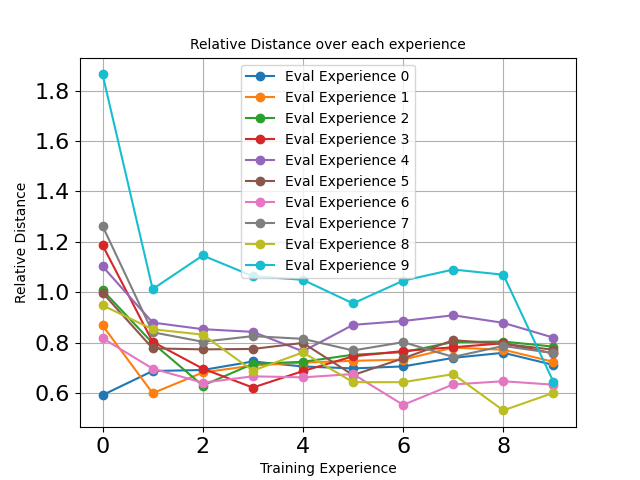 Relative Distance over each experience
Eval Experience 0
Eval Experience 1
Eval Experience 2
Eval Experience 3
Eval Experience 4
Eval Experience 5
Eval Experience 6
Eval Experience 7
Eval Experience 8
Eval Experience 9
Relative Distance
1.8
1.6
1.4
1.2
1.0
0.8
0.6
0 2 4 6 8
Training Experience